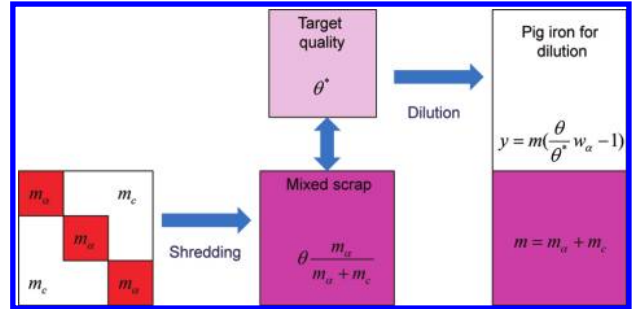 Target
quality
θ*
Pig iron for
dilution
Dilution
y = m(θ/θ* w_α − 1)
m_α
m_c
m_α
m_c
m_α
Shredding
Mixed scrap
θ m_α/(m_α + m_c)
m = m_α + m_c